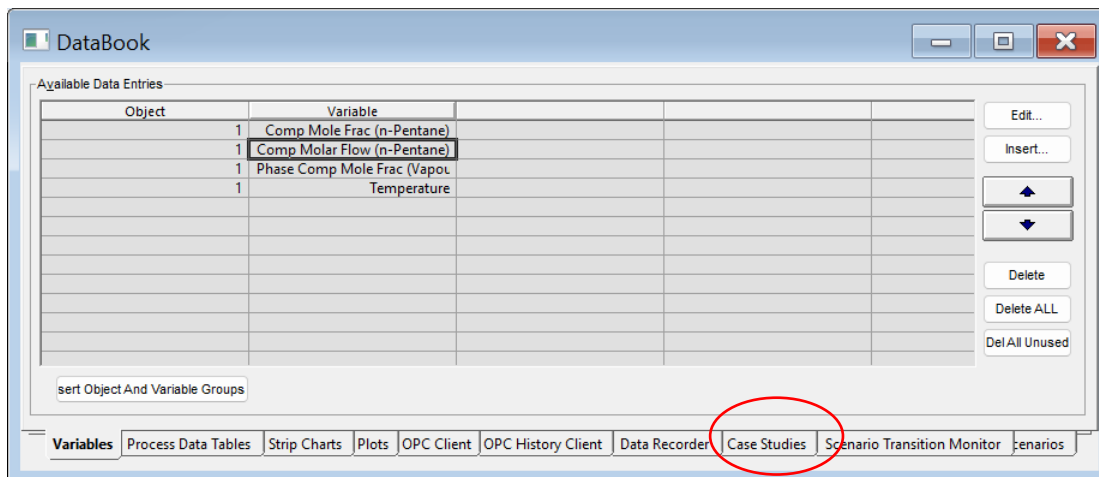 DataBook
Available Data Entries
Object Variable
1 Comp Mole Frac (n-Pentane)
1 Comp Molar Flow (n-Pentane)
1 Phase Comp Mole Frac (Vapou
1 Temperature
Edit...
Insert...
Delete
Delete ALL
Del All Unused
sert Object And Variable Groups
Variables Process Data Tables Strip Charts Plots OPC Client OPC History Client Data Recorder Case Studies Scenario Transition Monitor cenarios